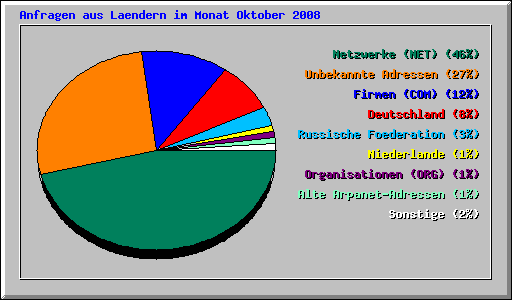 Anfragen aus Laendern im Monat Oktober 2008
Netzwerke (NET) (46%)
Unbekannte Adressen (27%)
Firmen (COM) (12%)
Deutschland (8%)
Russische Foederation (3%)
Niederlande (1%)
Organisationen (ORG) (1%)
Alte Arpanet-Adressen (1%)
Sonstige (2%)